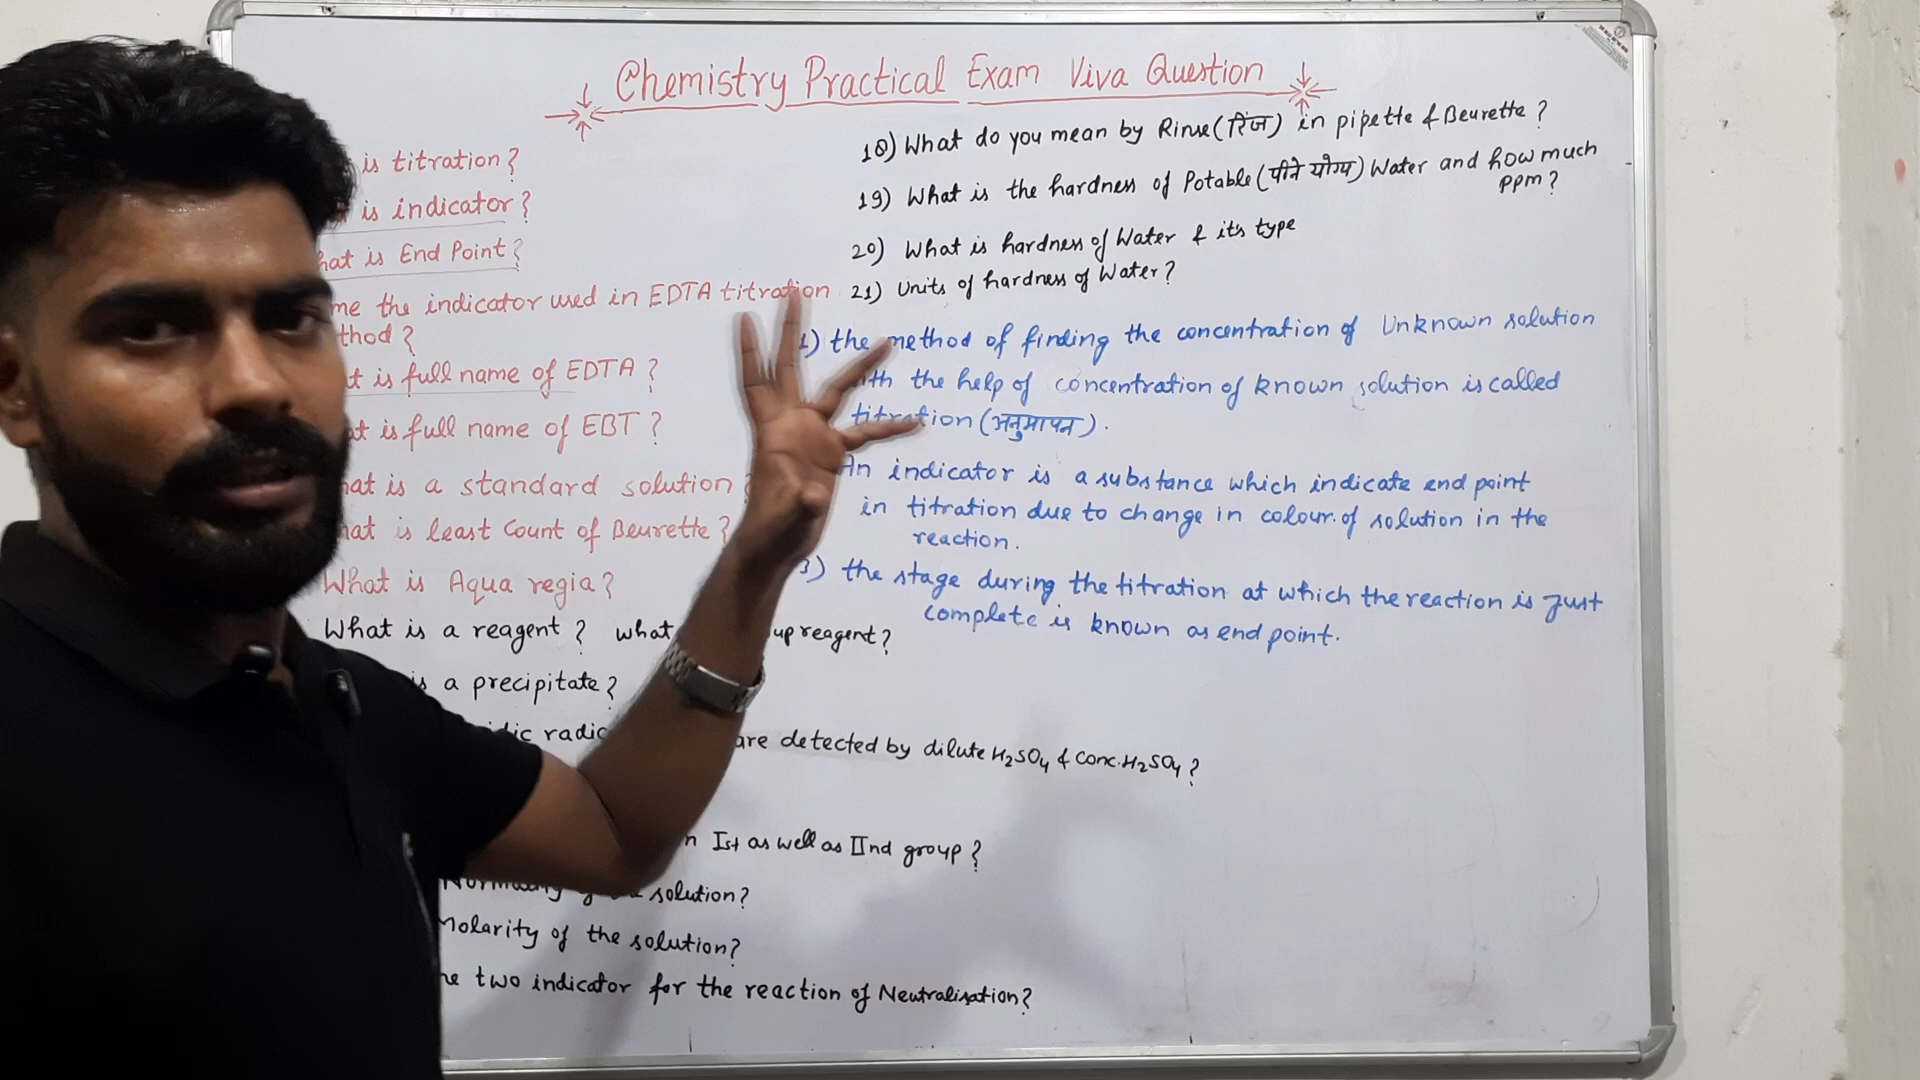 Chemistry Practical Exam Viva Question
is titration?
is indicator?
hat is End Point?
me the indicator used in EDTA titration
thod?
t is full name of EDTA?
at is full name of EBT?
hat is a standard solution?
hat is least Count of Beurette?
What is Aqua regia?
What is a reagent? what up reagent?
is a precipitate?
dic radic are detected by dilute H₂SO₄ & Conc. H₂SO₄?
n Ist as well as IInd group?
solution?
Molarity of the solution?
two indicator for the reaction of Neutralisation?
18) What do you mean by Rinse (रिंज) in pipette & Beurette?
19) What is the hardness of Potable (पीने योग्य) Water and how much
ppm?
20) What is hardness of Water & its type
21) Units of hardness of Water?
1) the method of finding the concentration of Unknown solution
ith the help of concentration of known solution is called
titration (अनुमापन).
An indicator is a substance which indicate end point
in titration due to change in colour of solution in the
reaction.
3) the stage during the titration at which the reaction is just
complete is known as end point.